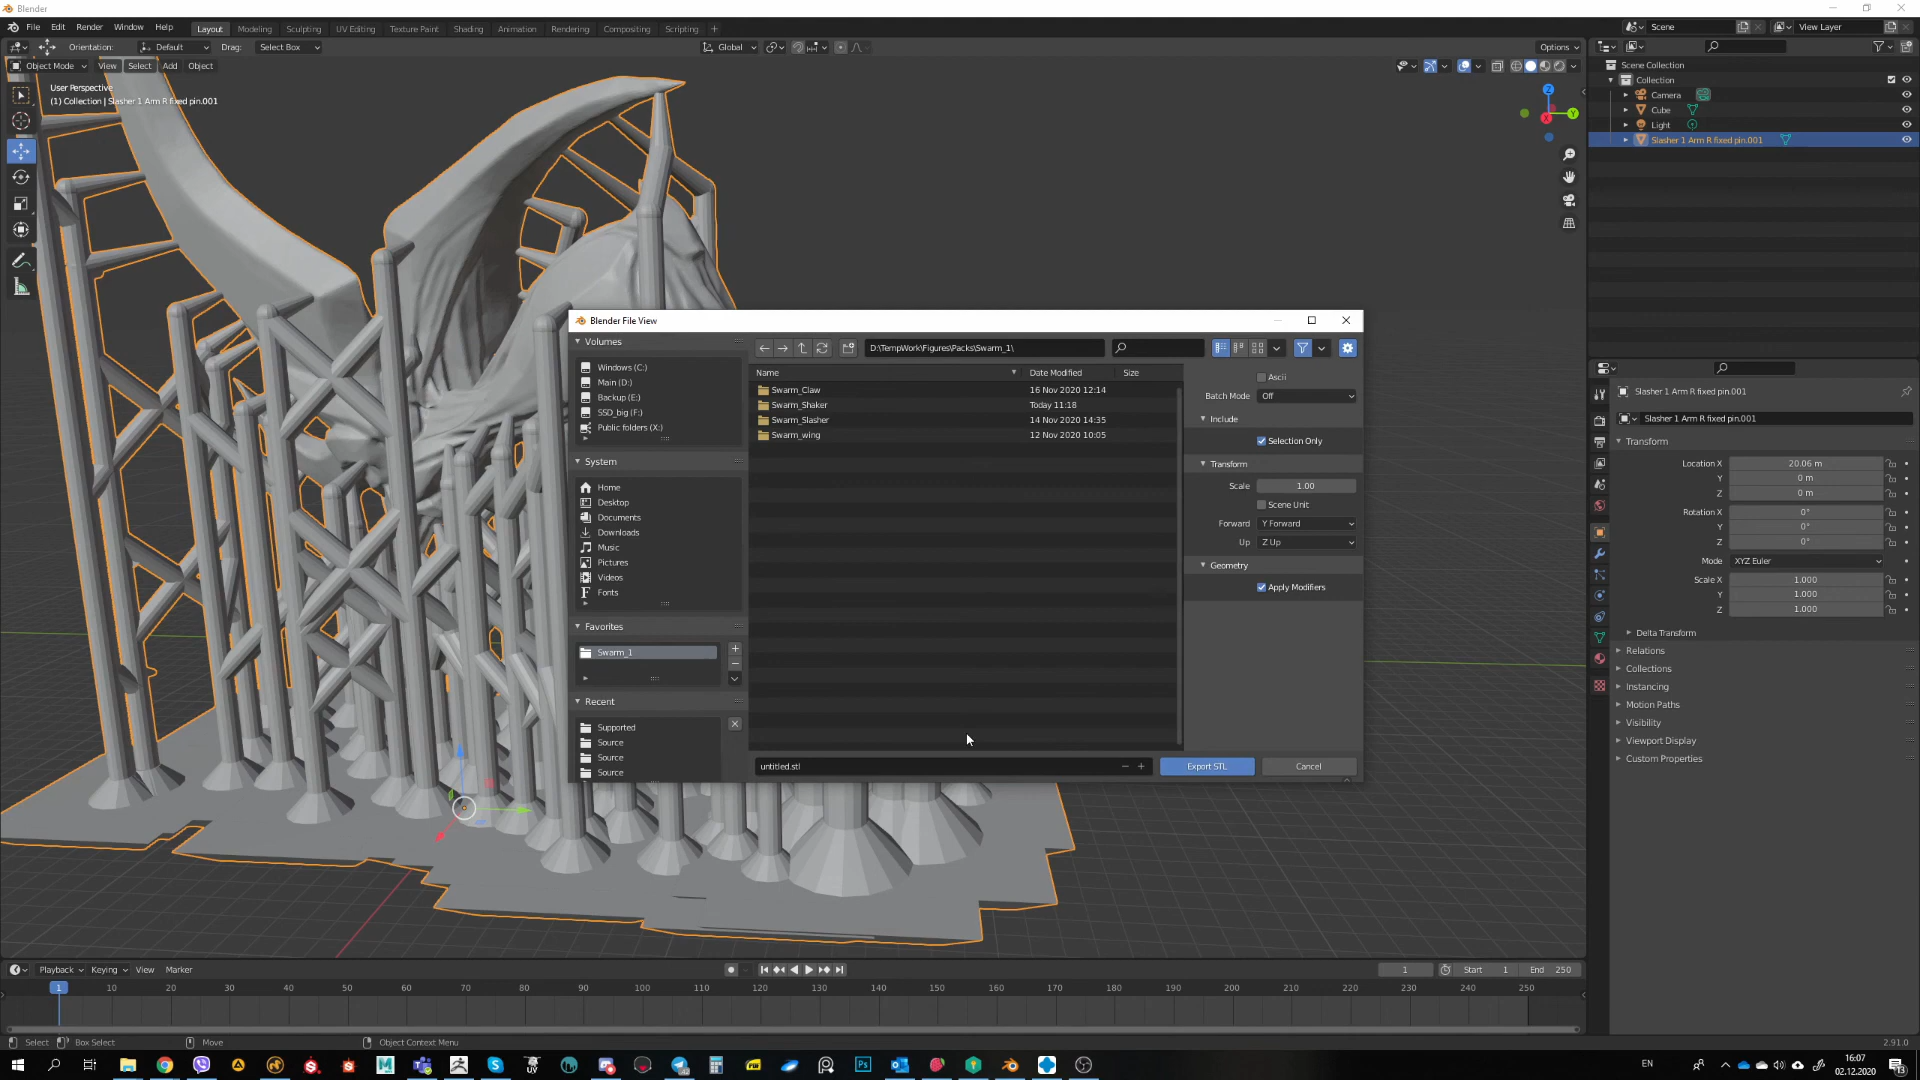 Blender
File Edit Render Window Help Layout Modeling Sculpting UV Editing Texture Paint Shading Animation Rendering Compositing Scripting + Scene View Layer
Orientation: Default Drag: Select Box Global Options
Object Mode View Select Add Object
User Perspective
(1) Collection | Slasher 1 Arm R fixed pin.001
Z
Y
X
Scene Collection
Collection
Camera
Cube
Light
Slasher 1 Arm R fixed pin.001
Blender File View
Volumes
Windows (C:)
Main (D:)
Backup (E:)
SSD_big (F:)
Public folders (X:)
System
Home
Desktop
Documents
Downloads
Music
Pictures
Videos
Fonts
Favorites
Swarm_1
Recent
Supported
Source
Source
Source
D:\TempWork\Figures\Packs\Swarm_1\
Name Date Modified Size
Swarm_Claw 16 Nov 2020 12:14
Swarm_Shaker Today 11:18
Swarm_Slasher 14 Nov 2020 14:35
Swarm_wing 12 Nov 2020 10:05
untitled.stl
Export STL
Cancel
Ascii
Batch Mode Off
Include
Selection Only
Transform
Scale 1.00
Scene Unit
Forward Y Forward
Up Z Up
Geometry
Apply Modifiers
Slasher 1 Arm R fixed pin.001
Slasher 1 Arm R fixed pin.001
Transform
Location X 20.06 m
Y 0 m
Z 0 m
Rotation X 0°
Y 0°
Z 0°
Mode XYZ Euler
Scale X 1.000
Y 1.000
Z 1.000
Delta Transform
Relations
Collections
Instancing
Motion Paths
Visibility
Viewport Display
Custom Properties
Playback Keying View Marker 1 Start 1 End 250
1 10 20 30 40 50 60 70 80 90 100 110 120 130 140 150 160 170 180 190 200 210 220 230 240 250
Select Box Select Move Object Context Menu 2.91.0
EN
16:07
02.12.2020